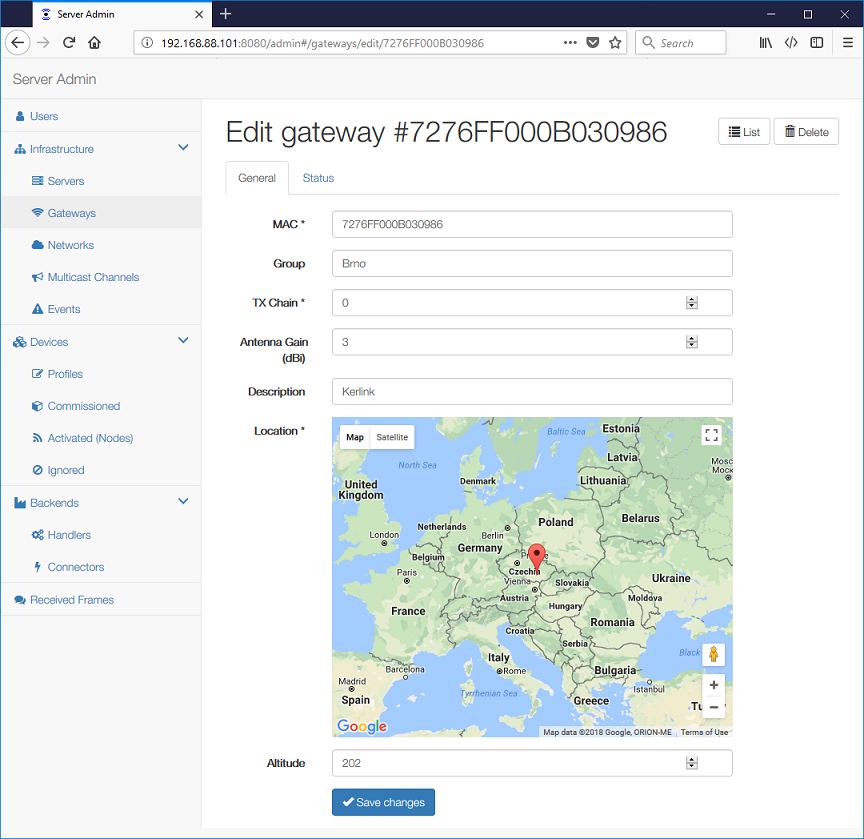 Server Admin
192.168.88.101:8080/admin#/gateways/edit/7276FF000B030986
Search
Server Admin
Users
Infrastructure
Servers
Gateways
Networks
Multicast Channels
Events
Devices
Profiles
Commissioned
Activated (Nodes)
Ignored
Backends
Handlers
Connectors
Received Frames
Edit gateway #7276FF000B030986
List
Delete
General
Status
MAC *
7276FF000B030986
Group
Brno
TX Chain *
0
Antenna Gain
(dBi)
3
Description
Kerlink
Location *
Map
Satellite
Baltic Sea
Estonia
North Sea
Latvia
Denmark
Lithuania
United
Kingdom
Netherlands
Berlin
Poland
Belarus
London
Belgium
Germany
Paris
Czechia
Vienna
Slovakia
Ukraine
Austria
Hungary
Moldova
France
Croatia
Romania
Serbia
Italy
Black
Barcelona
Rome
Bulgaria
Madrid
Istanbul
Spain
Tyrrhenian Sea
Greece
Google
Map data ©2018 Google, ORION-ME
Terms of Use
Altitude
202
Save changes